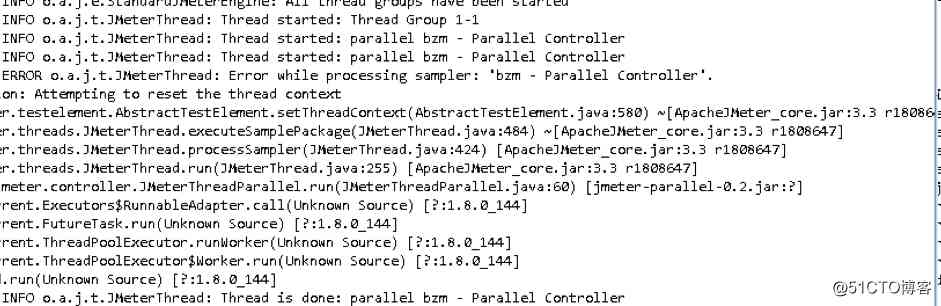 INFO o.a.j.e.StandardJMeterEngine: All thread groups have been started
INFO o.a.j.t.JMeterThread: Thread started: Thread Group 1-1
INFO o.a.j.t.JMeterThread: Thread started: parallel bzm - Parallel Controller
INFO o.a.j.t.JMeterThread: Thread started: parallel bzm - Parallel Controller
ERROR o.a.j.t.JMeterThread: Error while processing sampler: 'bzm - Parallel Controller'.
on: Attempting to reset the thread context
er.testelement.AbstractTestElement.setThreadContext(AbstractTestElement.java:580) ~[ApacheJMeter_core.jar:3.3 r18086
er.threads.JMeterThread.executeSamplePackage(JMeterThread.java:484) ~[ApacheJMeter_core.jar:3.3 r1808647]
er.threads.JMeterThread.processSampler(JMeterThread.java:424) [ApacheJMeter_core.jar:3.3 r1808647]
er.threads.JMeterThread.run(JMeterThread.java:255) [ApacheJMeter_core.jar:3.3 r1808647]
meter.controller.JMeterThreadParallel.run(JMeterThreadParallel.java:60) [jmeter-parallel-0.2.jar:?]
rrent.Executors$RunnableAdapter.call(Unknown Source) [?:1.8.0_144]
rrent.FutureTask.run(Unknown Source) [?:1.8.0_144]
rrent.ThreadPoolExecutor.runWorker(Unknown Source) [?:1.8.0_144]
rrent.ThreadPoolExecutor$Worker.run(Unknown Source) [?:1.8.0_144]
d.run(Unknown Source) [?:1.8.0_144]
INFO o.a.j.t.JMeterThread: Thread is done: parallel bzm - Parallel Controller
@51CTO博客